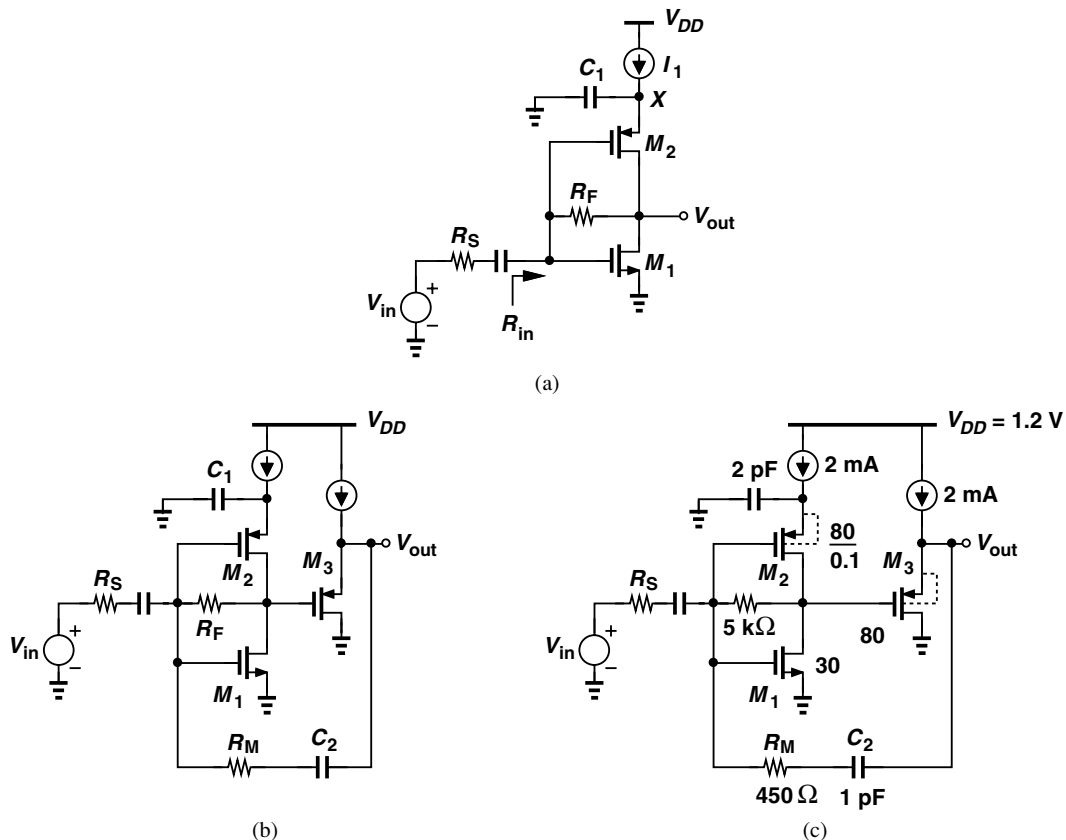 V_DD
I_1
C_1
X
M_2
R_F
V_out
R_S
M_1
V_in
+
−
R_in
(a)
V_DD
C_1
V_out
M_3
M_2
R_S
R_F
V_in
+
−
M_1
R_M
C_2
(b)
V_DD = 1.2 V
2 pF
2 mA
2 mA
V_out
80
0.1
M_3
M_2
R_S
5 kΩ
80
V_in
+
−
30
M_1
R_M
C_2
450 Ω
1 pF
(c)